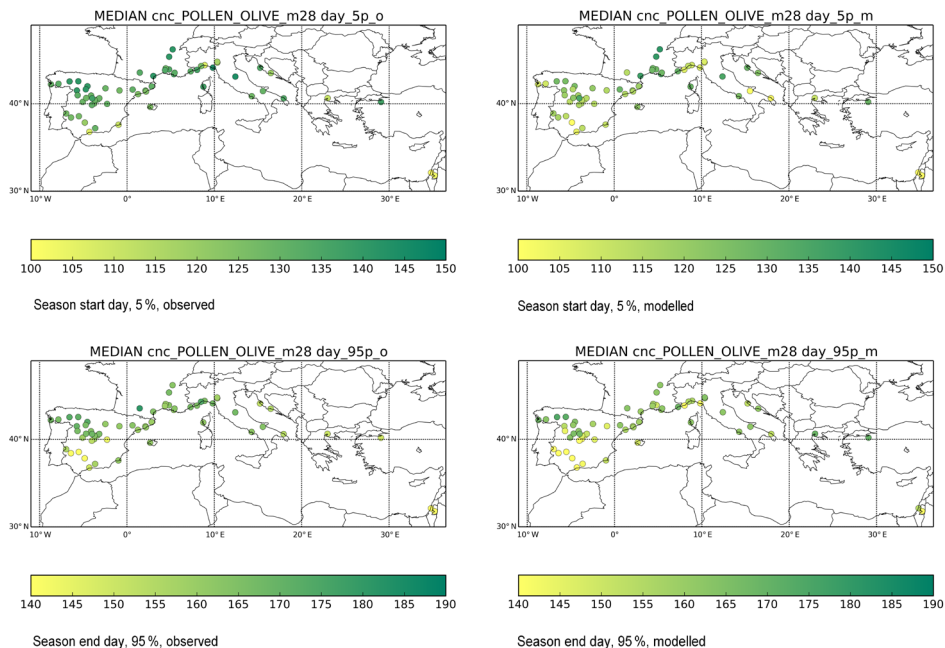 MEDIAN cnc_POLLEN_OLIVE_m28 day_5p_o
40°N
30°N
10°W 0° 10°E 20°E 30°E
100 105 110 115 120 125 130 135 140 145 150
Season start day, 5 %, observed
MEDIAN cnc_POLLEN_OLIVE_m28 day_5p_m
40°N
30°N
10°W 0° 10°E 20°E 30°E
100 105 110 115 120 125 130 135 140 145 150
Season start day, 5 %, modelled
MEDIAN cnc_POLLEN_OLIVE_m28 day_95p_o
40°N
30°N
10°W 0° 10°E 20°E 30°E
140 145 150 155 160 165 170 175 180 185 190
Season end day, 95 %, observed
MEDIAN cnc_POLLEN_OLIVE_m28 day_95p_m
40°N
30°N
10°W 0° 10°E 20°E 30°E
140 145 150 155 160 165 170 175 180 185 190
Season end day, 95 %, modelled